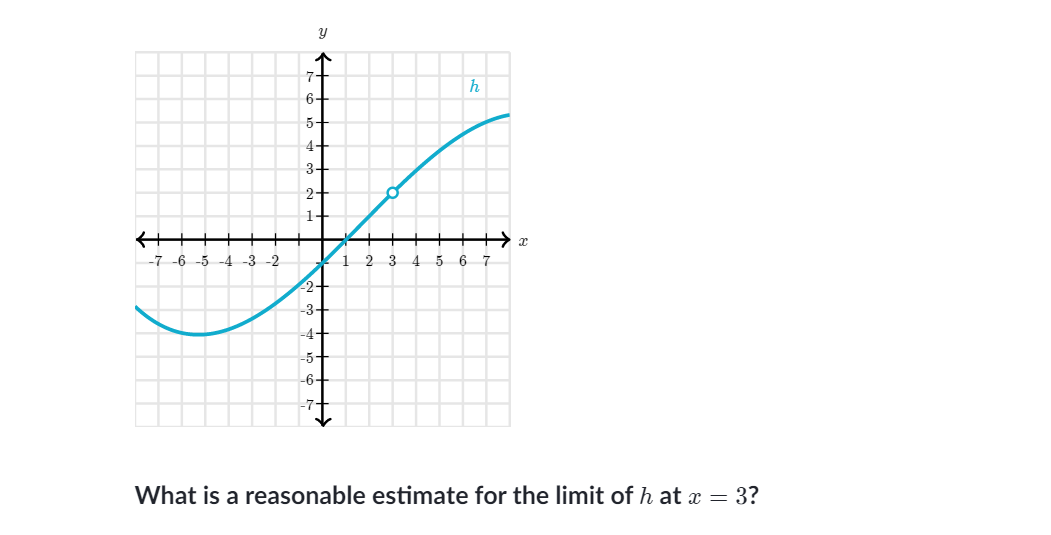 y
h
7
6
5
4
3
2
1
x
-7 -6 -5 -4 -3 -2 1 2 3 4 5 6 7
-2
-3
-4
-5
-6
-7
What is a reasonable estimate for the limit of h at x = 3?